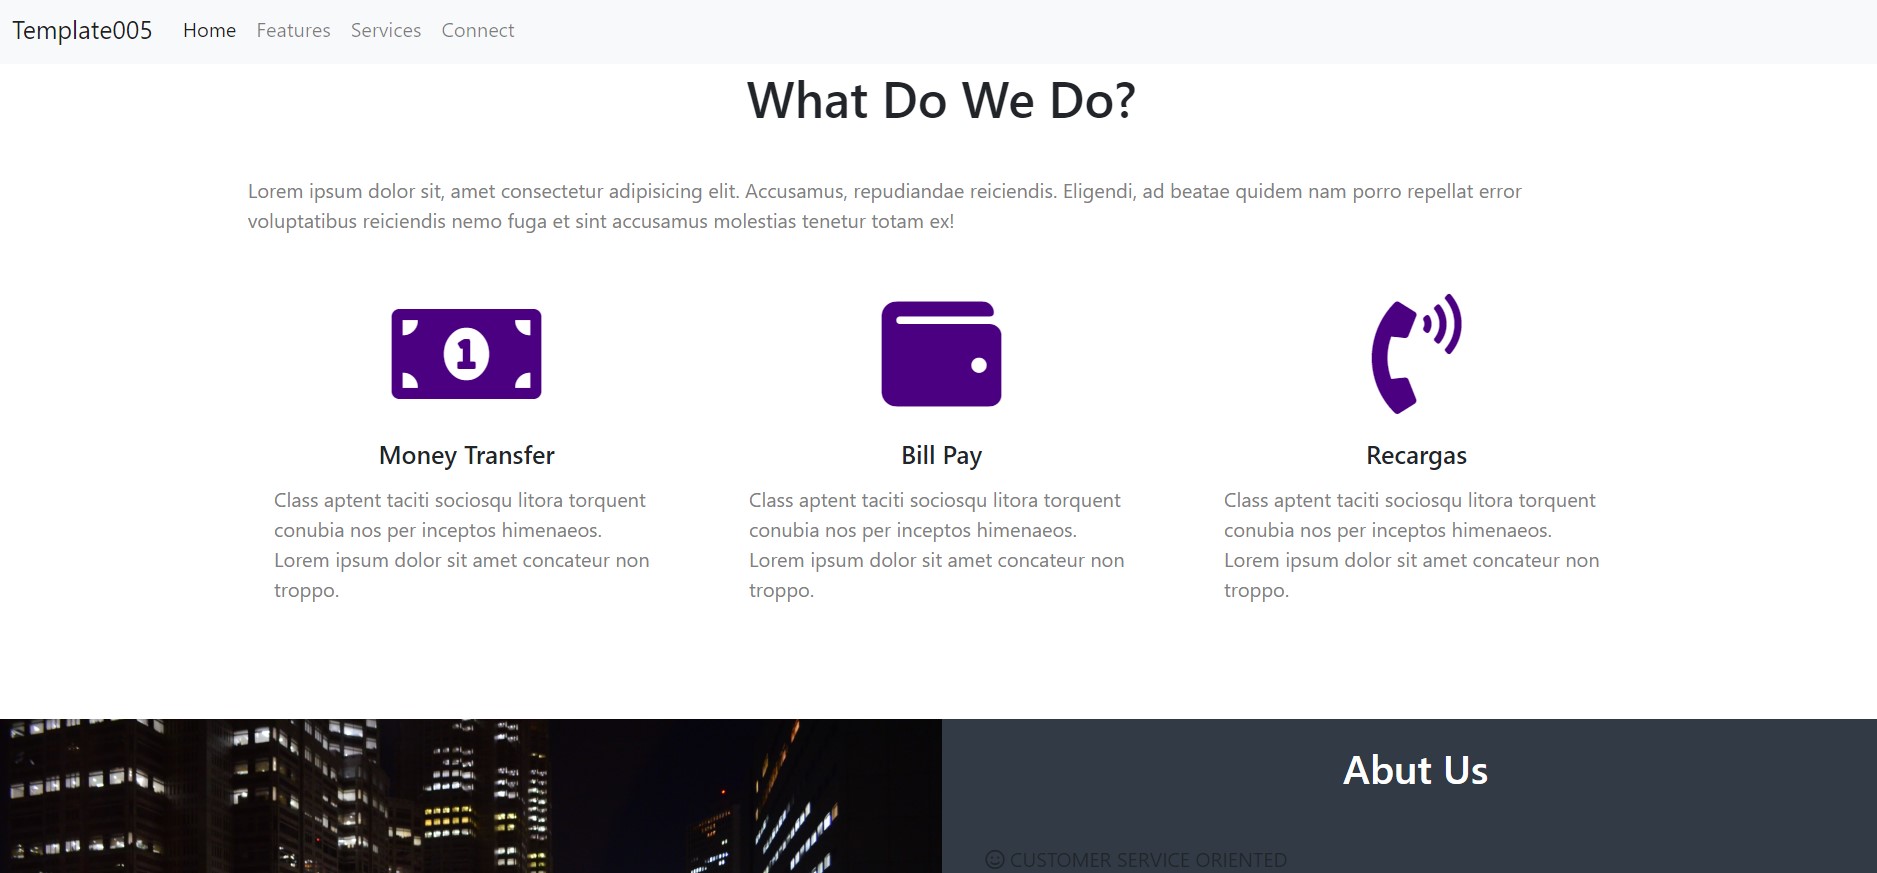 Template005 Home Features Services Connect
What Do We Do?
Lorem ipsum dolor sit, amet consectetur adipisicing elit. Accusamus, repudiandae reiciendis. Eligendi, ad beatae quidem nam porro repellat error
voluptatibus reiciendis nemo fuga et sint accusamus molestias tenetur totam ex!
1
Money Transfer
Class aptent taciti sociosqu litora torquent
conubia nos per inceptos himenaeos.
Lorem ipsum dolor sit amet concateur non
troppo.
Bill Pay
Class aptent taciti sociosqu litora torquent
conubia nos per inceptos himenaeos.
Lorem ipsum dolor sit amet concateur non
troppo.
Recargas
Class aptent taciti sociosqu litora torquent
conubia nos per inceptos himenaeos.
Lorem ipsum dolor sit amet concateur non
troppo.
Abut Us
CUSTOMER SERVICE ORIENTED